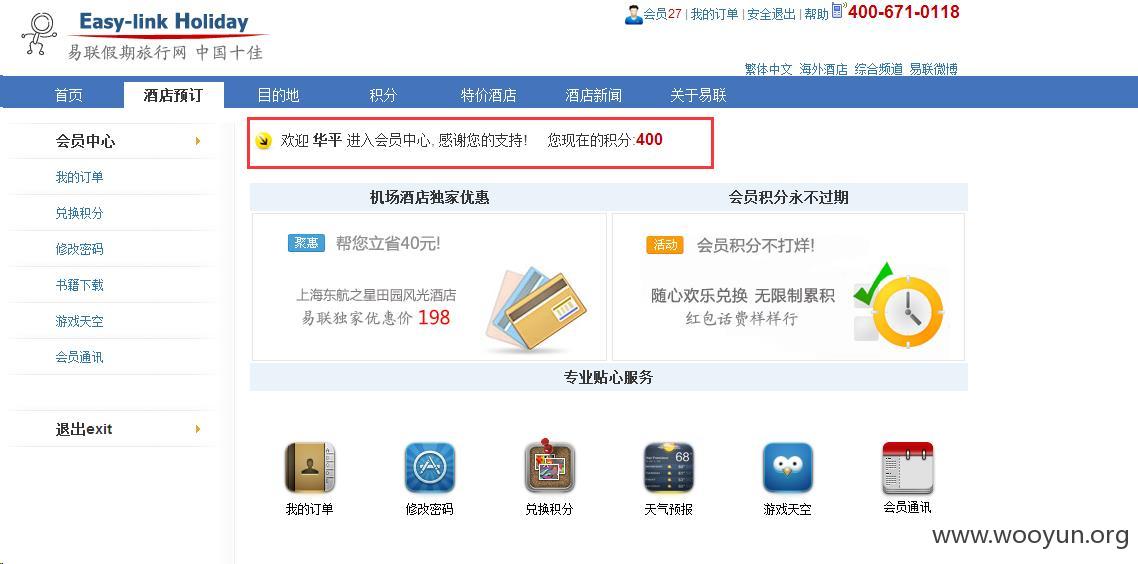 Easy-link Holiday
易联假期旅行网 中国十佳
会员27 | 我的订单 | 安全退出 | 帮助 400-671-0118
繁体中文 海外酒店 综合频道 易联微博
首页 酒店预订 目的地 积分 特价酒店 酒店新闻 关于易联
会员中心
我的订单
兑换积分
修改密码
书籍下载
游戏天空
会员通讯
退出exit
欢迎 华平 进入会员中心, 感谢您的支持! 您现在的积分:400
机场酒店独家优惠 会员积分永不过期
聚惠 帮您立省40元!
上海东航之星田园风光酒店
易联独家优惠价 198
活动 会员积分不打烊!
随心欢乐兑换 无限制累积
红包话费样样行
专业贴心服务
68
我的订单 修改密码 兑换积分 天气预报 游戏天空 会员通讯
www.wooyun.org